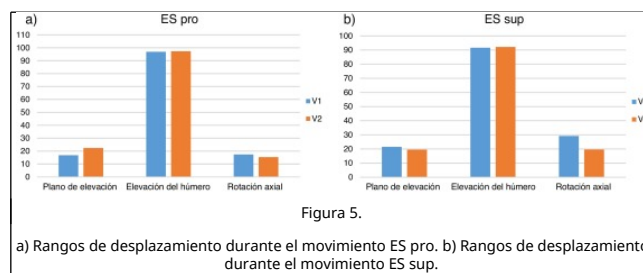 a) ES pro
110
100
90
80
70
60
50
40
30
20
10
0
Plano de elevación Elevación del húmero Rotación axial
V1
V2
b) ES sup
100
90
80
70
60
50
40
30
20
10
0
Plano de elevación Elevación del húmero Rotación axial
Figura 5.
a) Rangos de desplazamiento durante el movimiento ES pro. b) Rangos de desplazamiento
durante el movimiento ES sup.